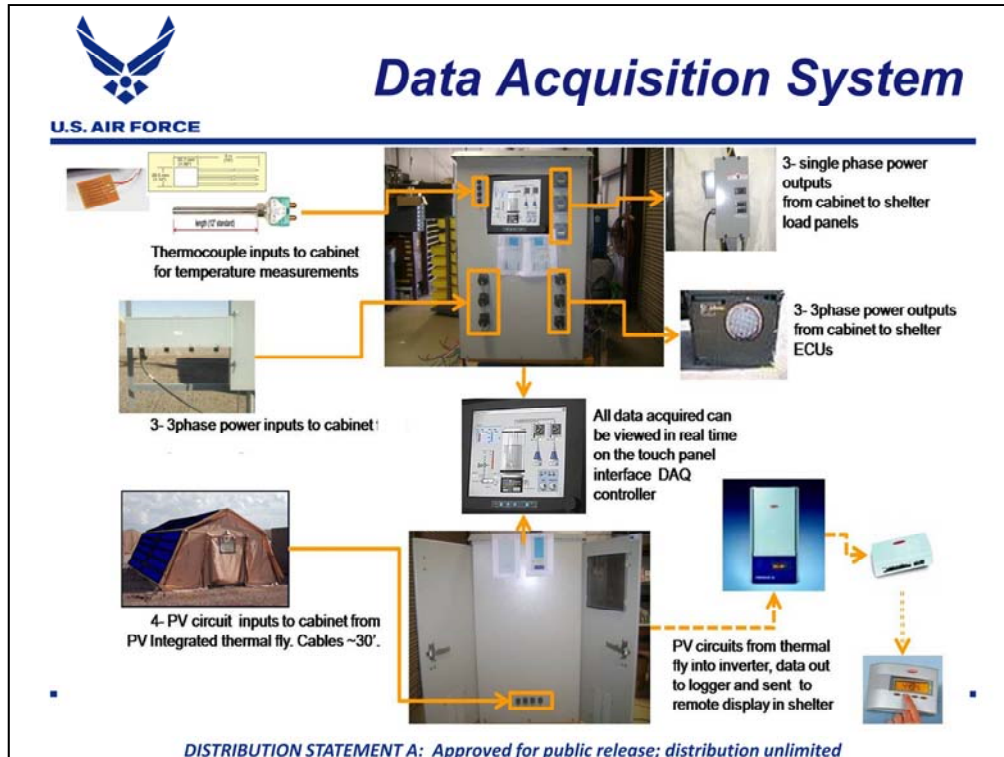 U.S. AIR FORCE
Data Acquisition System
length (12" standard)
Thermocouple inputs to cabinet
for temperature measurements
3- single phase power
outputs
from cabinet to shelter
load panels
3- 3phase power outputs
from cabinet to shelter
ECUs
3- 3phase power inputs to cabinet
All data acquired can
be viewed in real time
on the touch panel
interface DAQ
controller
4- PV circuit inputs to cabinet from
PV Integrated thermal fly. Cables ~30'.
PV circuits from thermal
fly into inverter, data out
to logger and sent to
remote display in shelter
DISTRIBUTION STATEMENT A: Approved for public release; distribution unlimited